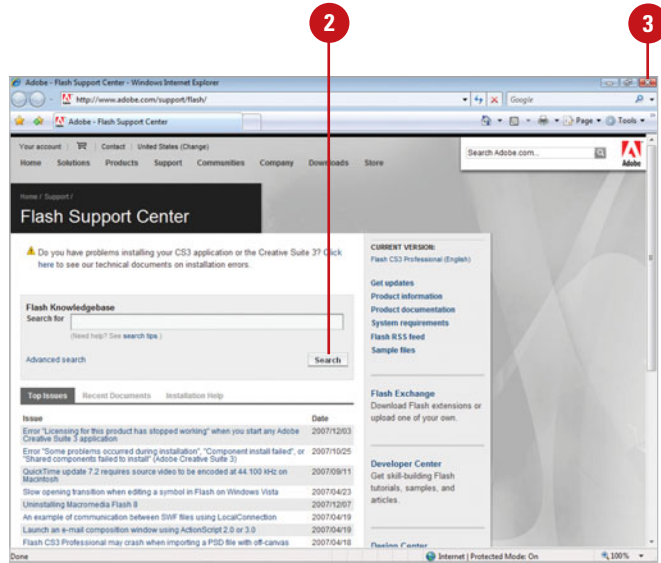 2
3
Adobe - Flash Support Center - Windows Internet Explorer
http://www.adobe.com/support/flash/
Google
Adobe - Flash Support Center
Page
Tools
Your account
Contact
United States (Change)
Home Solutions Products Support Communities Company Downloads Store
Search Adobe.com...
Adobe
Home / Support /
Flash Support Center
Do you have problems installing your CS3 application or the Creative Suite 3? Click
here to see our technical documents on installation errors.
Flash Knowledgebase
Search for
(Need help? See search tips.)
Advanced search
Search
Top Issues Recent Documents Installation Help
Issue Date
Error "Licensing for this product has stopped working" when you start any Adobe 2007/12/03
Creative Suite 3 application
Error "Some problems occurred during installation", "Component install failed", or 2007/10/25
"Shared components failed to install" (Adobe Creative Suite 3)
QuickTime update 7.2 requires source video to be encoded at 44.100 kHz on 2007/09/11
Macintosh
Slow opening transition when editing a symbol in Flash on Windows Vista 2007/04/23
Uninstalling Macromedia Flash 8 2007/12/07
An example of communication between SWF files using LocalConnection 2007/04/19
Launch an e-mail composition window using ActionScript 2.0 or 3.0 2007/04/19
Flash CS3 Professional may crash when importing a PSD file with off-canvas 2007/04/18
CURRENT VERSION:
Flash CS3 Professional (English)
Get updates
Product information
Product documentation
System requirements
Flash RSS feed
Sample files
Flash Exchange
Download Flash extensions or
upload one of your own.
Developer Center
Get skill-building Flash
tutorials, samples, and
articles.
Design Center
Done
Internet | Protected Mode: On
100%